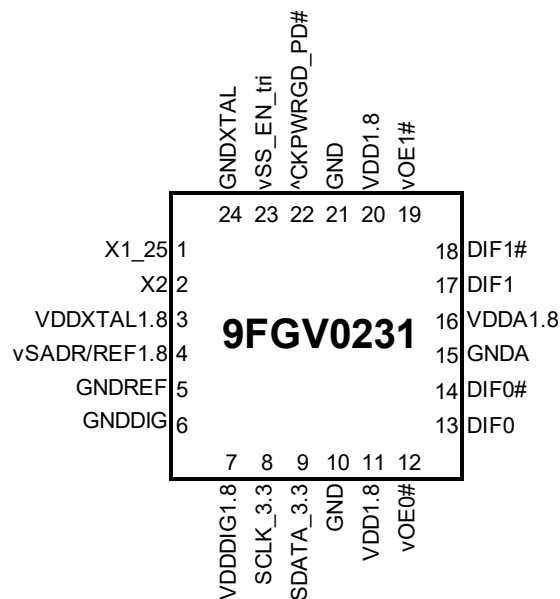 GNDXTAL
vSS_EN_tri
^CKPWRGD_PD#
GND
VDD1.8
vOE1#
24 23 22 21 20 19
X1_25 1
X2 2
VDDXTAL1.8 3
vSADR/REF1.8 4
GNDREF 5
GNDDIG 6
9FGV0231
18 DIF1#
17 DIF1
16 VDDA1.8
15 GNDA
14 DIF0#
13 DIF0
7 8 9 10 11 12
VDDDIG1.8
SCLK_3.3
SDATA_3.3
GND
VDD1.8
vOE0#